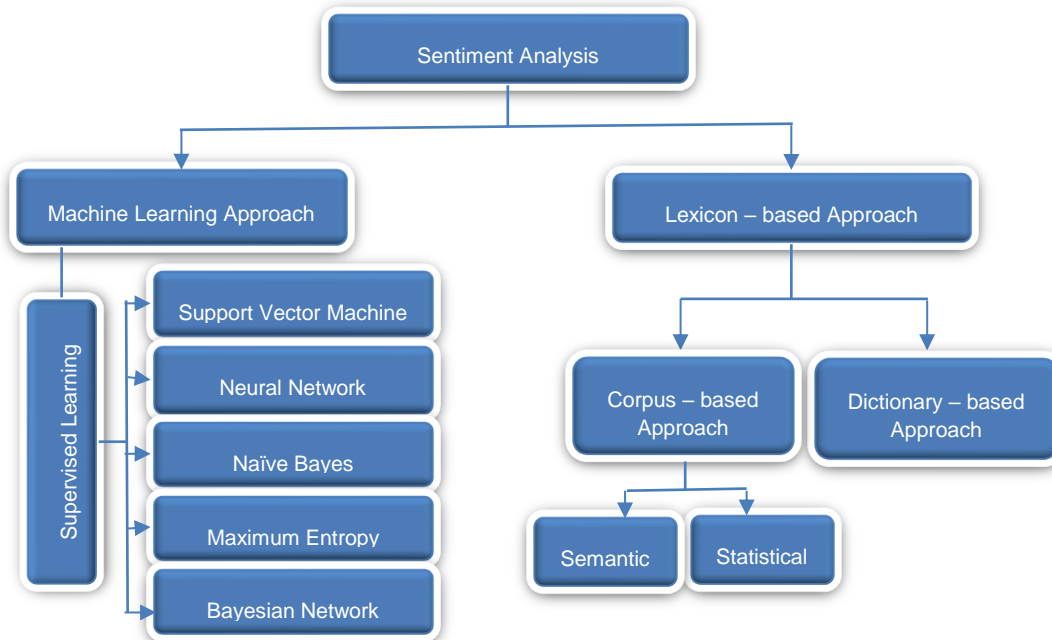 Sentiment Analysis
Machine Learning Approach
Lexicon – based Approach
Supervised Learning
Support Vector Machine
Neural Network
Naïve Bayes
Maximum Entropy
Bayesian Network
Corpus – based
Approach
Dictionary – based
Approach
Semantic
Statistical